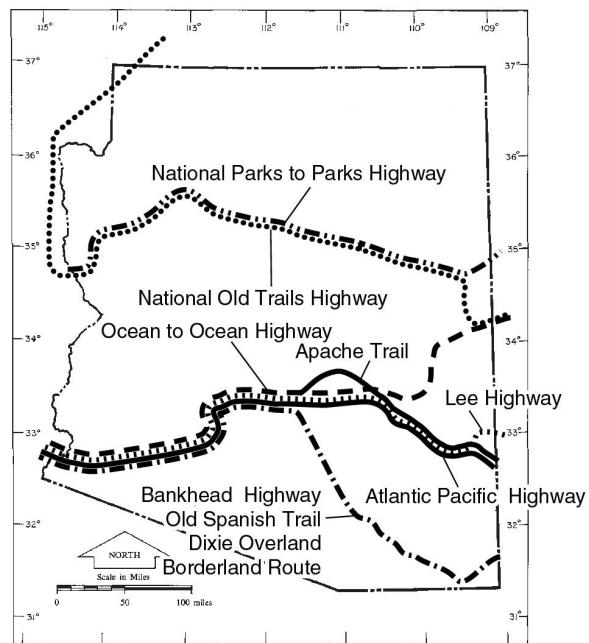 115° 114° 113° 112° 111° 110° 109°
37° 37°
36° 36°
National Parks to Parks Highway
35° 35°
National Old Trails Highway
34° 34°
Ocean to Ocean Highway
Apache Trail
Lee Highway
33° 33°
Bankhead Highway
Atlantic Pacific Highway
Old Spanish Trail
32° 32°
Dixie Overland
Borderland Route
NORTH
Scale in Miles
0 50 100 miles
31° 31°